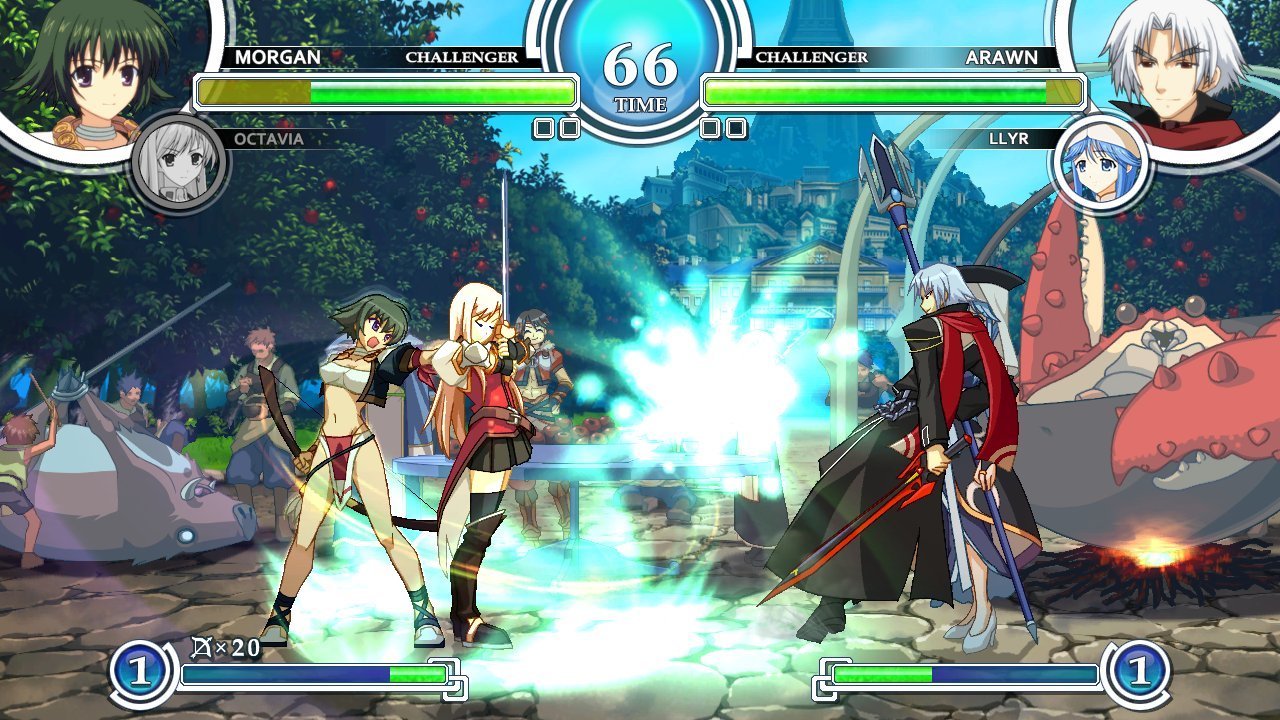 MORGAN CHALLENGER
66
TIME
CHALLENGER ARAWN
OCTAVIA
LLYR
×20
1
1